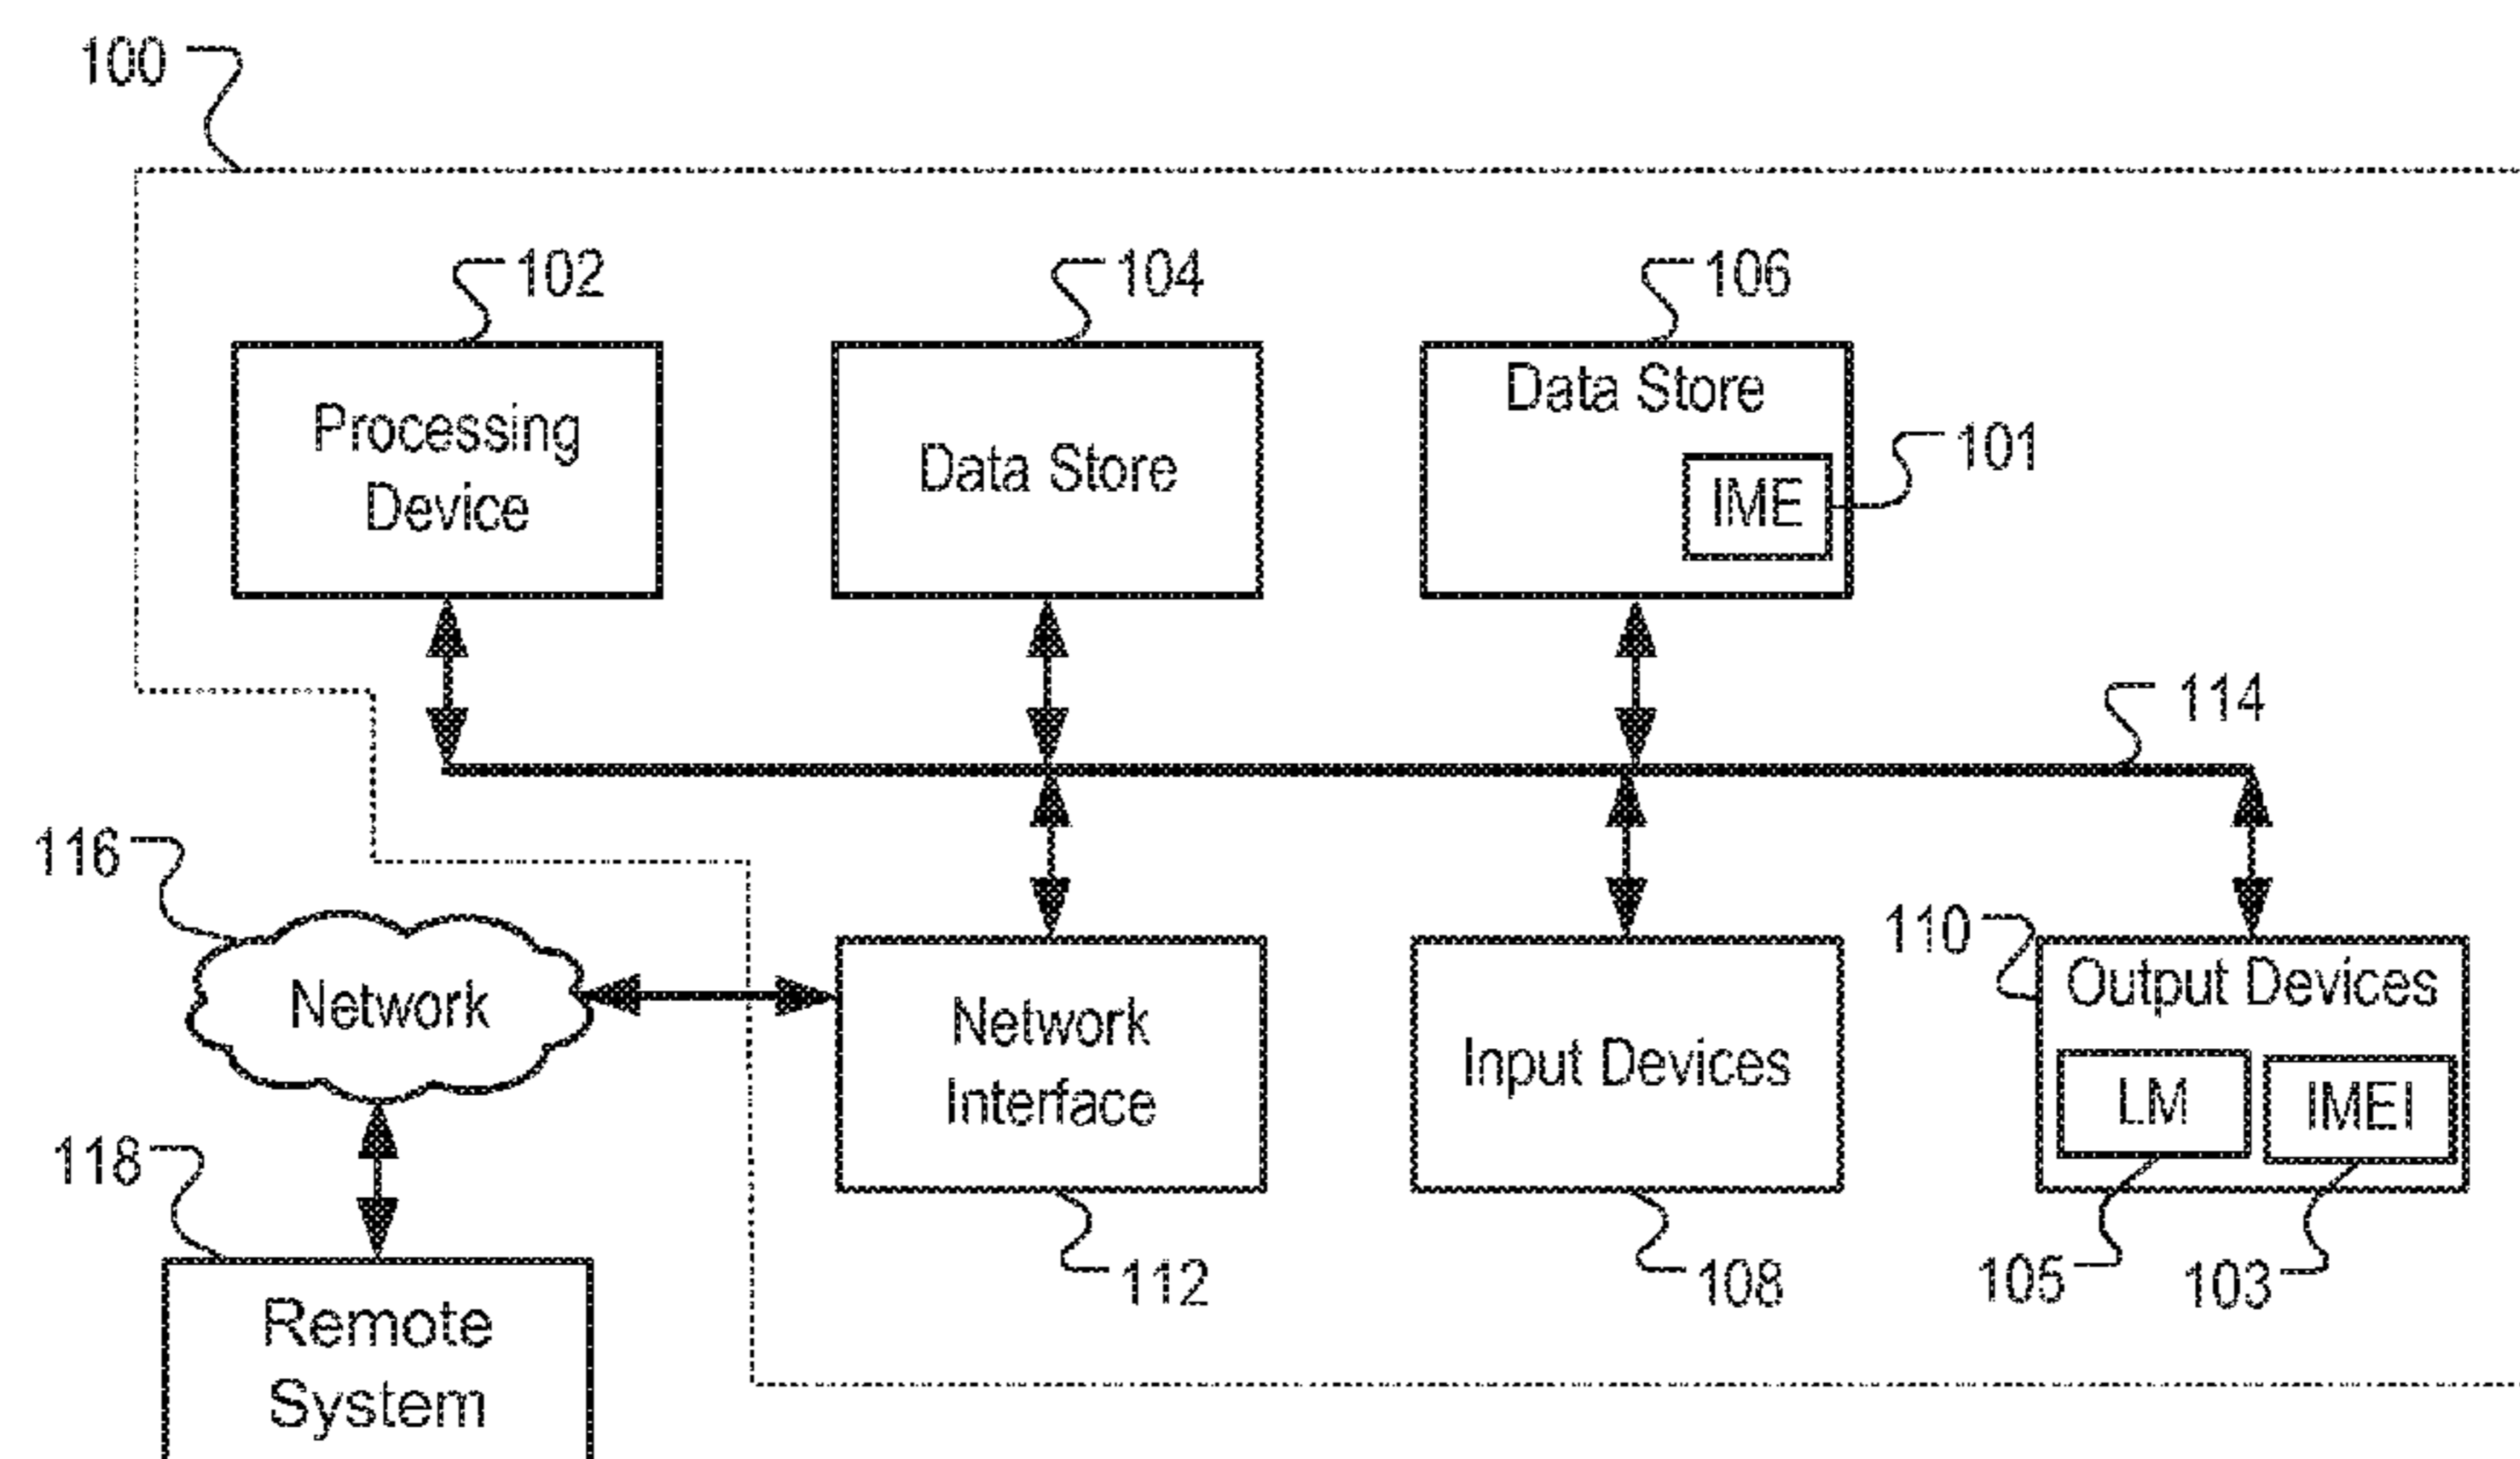 100
102
104
106
Processing
Device
Data Store
Data Store
IME
101
114
116
Network
Network
Interface
Input Devices
110
Output Devices
LM
IMEI
118
112
108
105
103
Remote
System